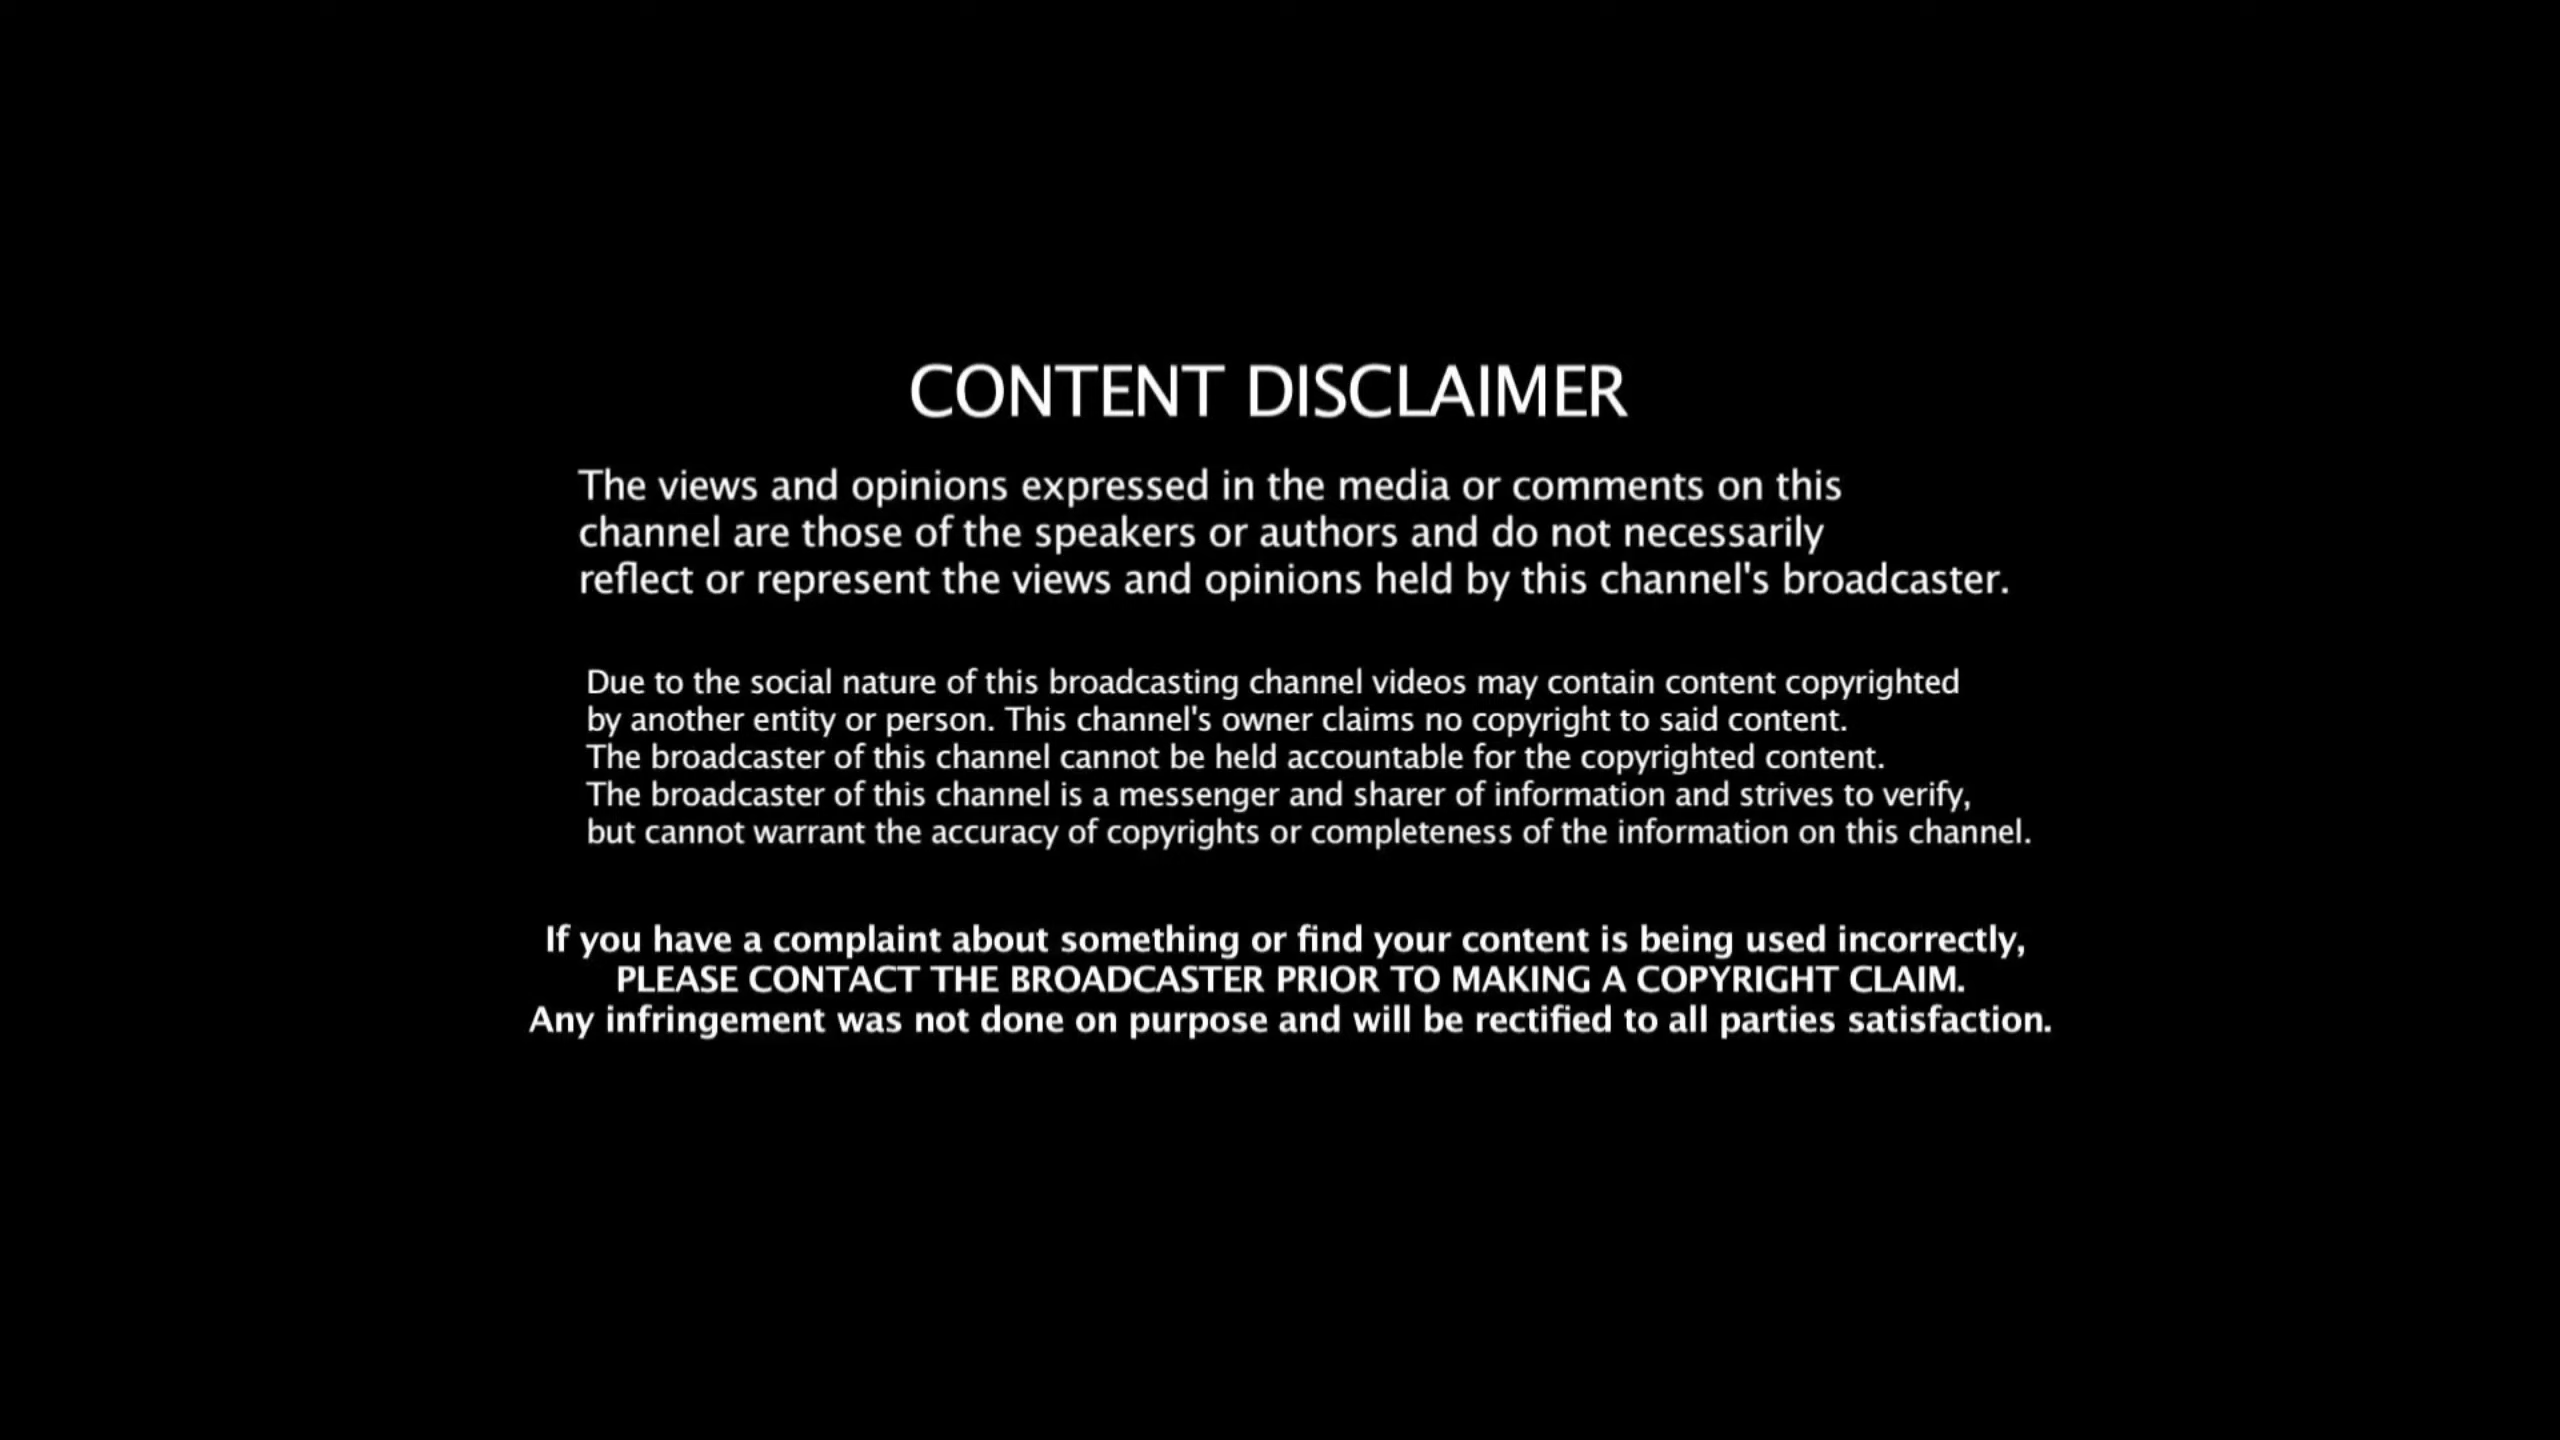 CONTENT DISCLAIMER
The views and opinions expressed in the media or comments on this
channel are those of the speakers or authors and do not necessarily
reflect or represent the views and opinions held by this channel's broadcaster.
Due to the social nature of this broadcasting channel videos may contain content copyrighted
by another entity or person. This channel's owner claims no copyright to said content.
The broadcaster of this channel cannot be held accountable for the copyrighted content.
The broadcaster of this channel is a messenger and sharer of information and strives to verify,
but cannot warrant the accuracy of copyrights or completeness of the information on this channel.
If you have a complaint about something or find your content is being used incorrectly,
PLEASE CONTACT THE BROADCASTER PRIOR TO MAKING A COPYRIGHT CLAIM.
Any infringement was not done on purpose and will be rectified to all parties satisfaction.